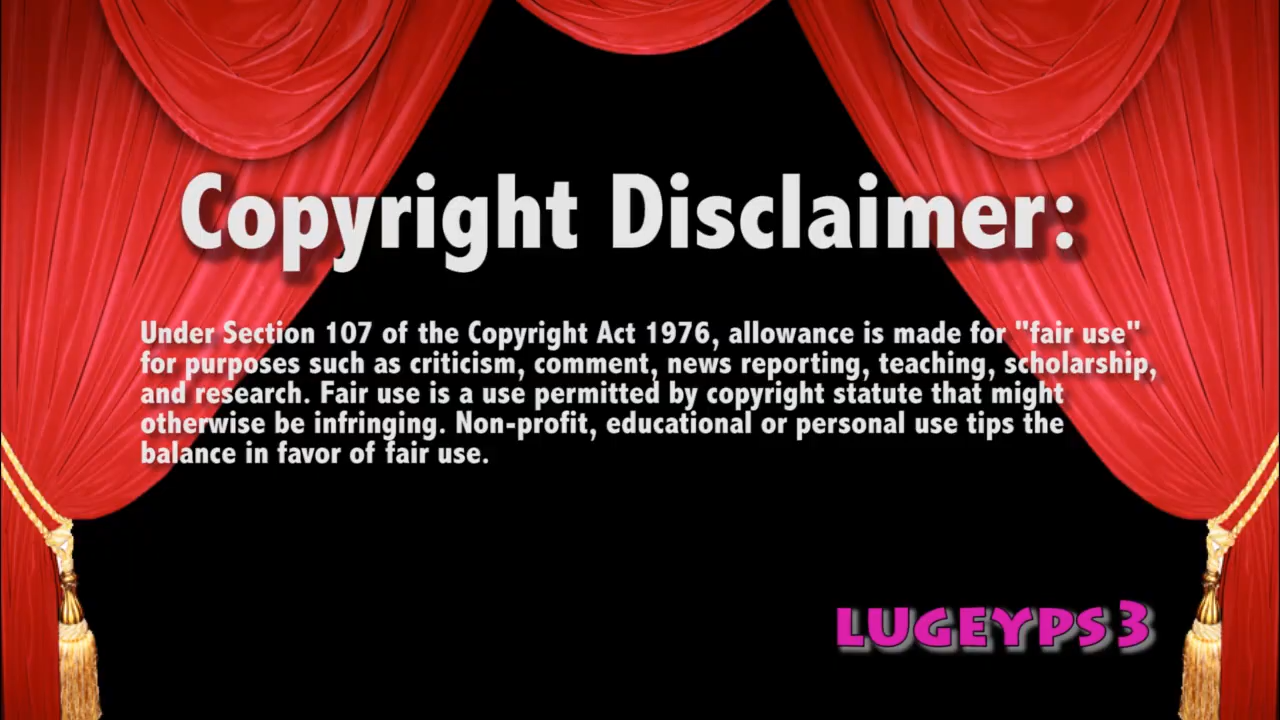 Copyright Disclaimer:
Under Section 107 of the Copyright Act 1976, allowance is made for "fair use"
for purposes such as criticism, comment, news reporting, teaching, scholarship,
and research. Fair use is a use permitted by copyright statute that might
otherwise be infringing. Non-profit, educational or personal use tips the
balance in favor of fair use.
LUGEYPS 3